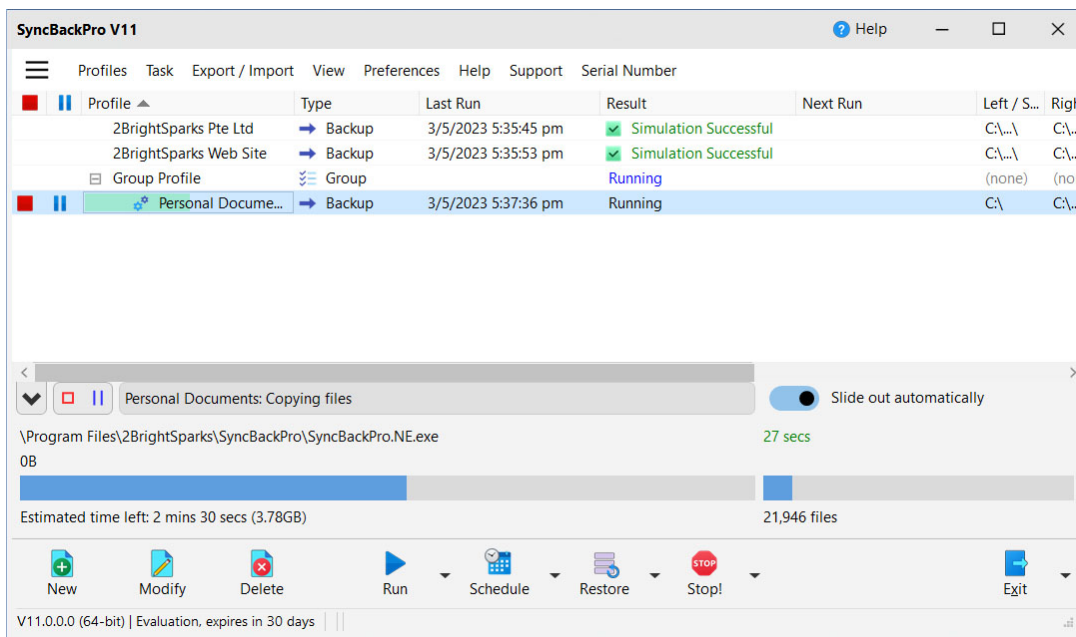 SyncBackPro V11 Help
Profiles Task Export / Import View Preferences Help Support Serial Number
Profile Type Last Run Result Next Run Left / S... Righ
2BrightSparks Pte Ltd Backup 3/5/2023 5:35:45 pm Simulation Successful C:\...\ C:\..
2BrightSparks Web Site Backup 3/5/2023 5:35:53 pm Simulation Successful C:\...\ C:\..
Group Profile Group Running (none) (no
Personal Docume... Backup 3/5/2023 5:37:36 pm Running C:\ C:\..
Personal Documents: Copying files Slide out automatically
\Program Files\2BrightSparks\SyncBackPro\SyncBackPro.NE.exe 27 secs
0B
Estimated time left: 2 mins 30 secs (3.78GB) 21,946 files
STOP
New Modify Delete Run Schedule Restore Stop! Exit
V11.0.0.0 (64-bit) | Evaluation, expires in 30 days